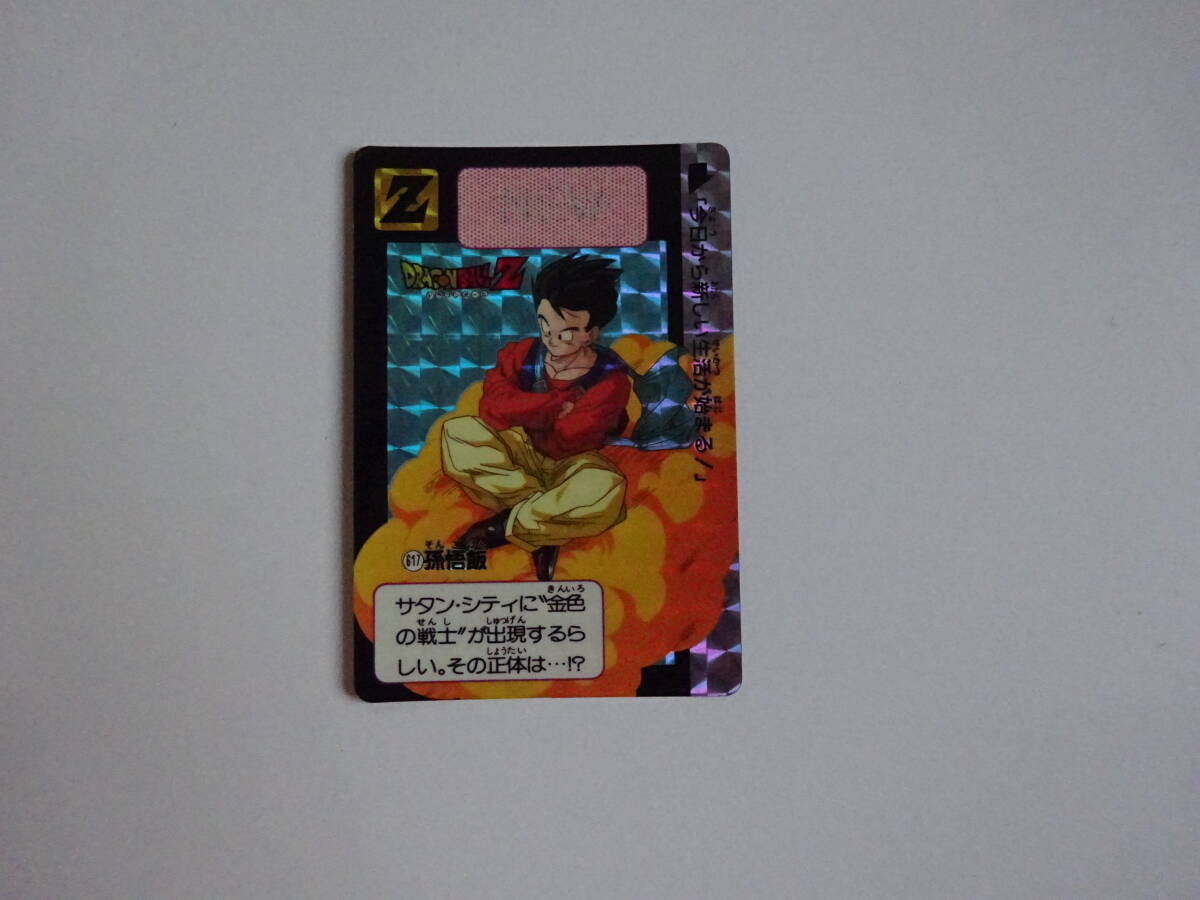 Z
DRAGON BALL Z
「今日から新しい生活が始まる!」
617 孫悟飯
サタン・シティに“金色
の戦士”が出現するら
しい。その正体は…!?